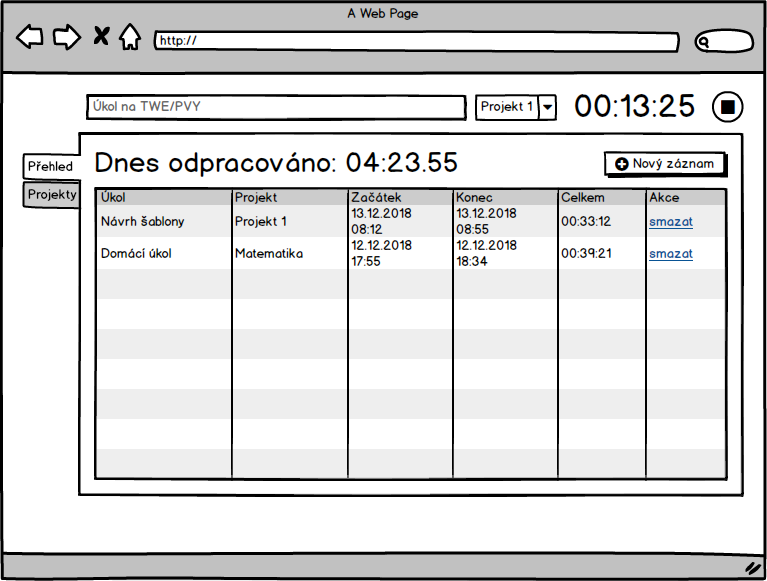 A Web Page
http://
Úkol na TWE/PVY
Projekt 1
00:13:25
Přehled
Projekty
Dnes odpracováno: 04:23.55
Nový záznam
Úkol Projekt Začátek Konec Celkem Akce
Návrh šablony Projekt 1 13.12.2018 08:12 13.12.2018 08:55 00:33:12 smazat
Domácí úkol Matematika 12.12.2018 17:55 12.12.2018 18:34 00:39:21 smazat